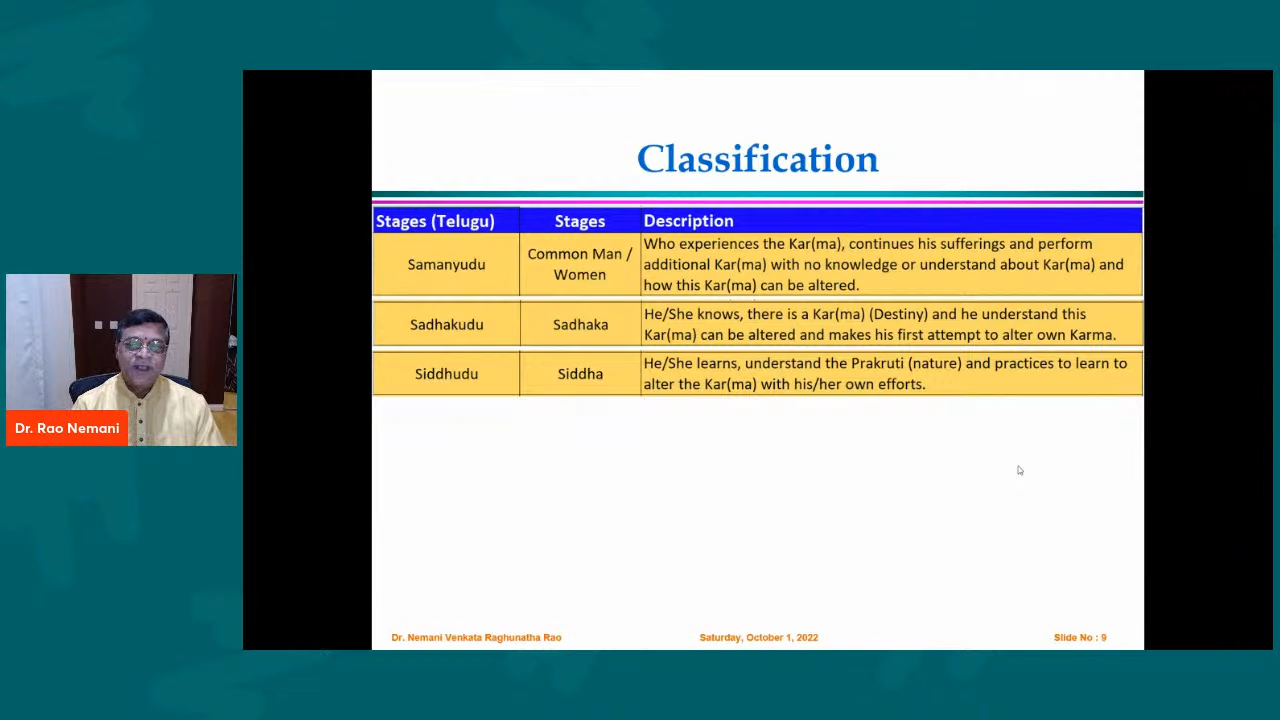 Classification
Stages (Telugu) Stages Description
Samanyudu
Common Man /
Women
Who experiences the Kar(ma), continues his sufferings and perform
additional Kar(ma) with no knowledge or understand about Kar(ma) and
how this Kar(ma) can be altered.
Sadhakudu
Sadhaka
He/She knows, there is a Kar(ma) (Destiny) and he understand this
Kar(ma) can be altered and makes his first attempt to alter own Karma.
Siddhudu
Siddha
He/She learns, understand the Prakruti (nature) and practices to learn to
alter the Kar(ma) with his/her own efforts.
Dr. Rao Nemani
Dr. Nemani Venkata Raghunatha Rao Saturday, October 1, 2022 Slide No : 9